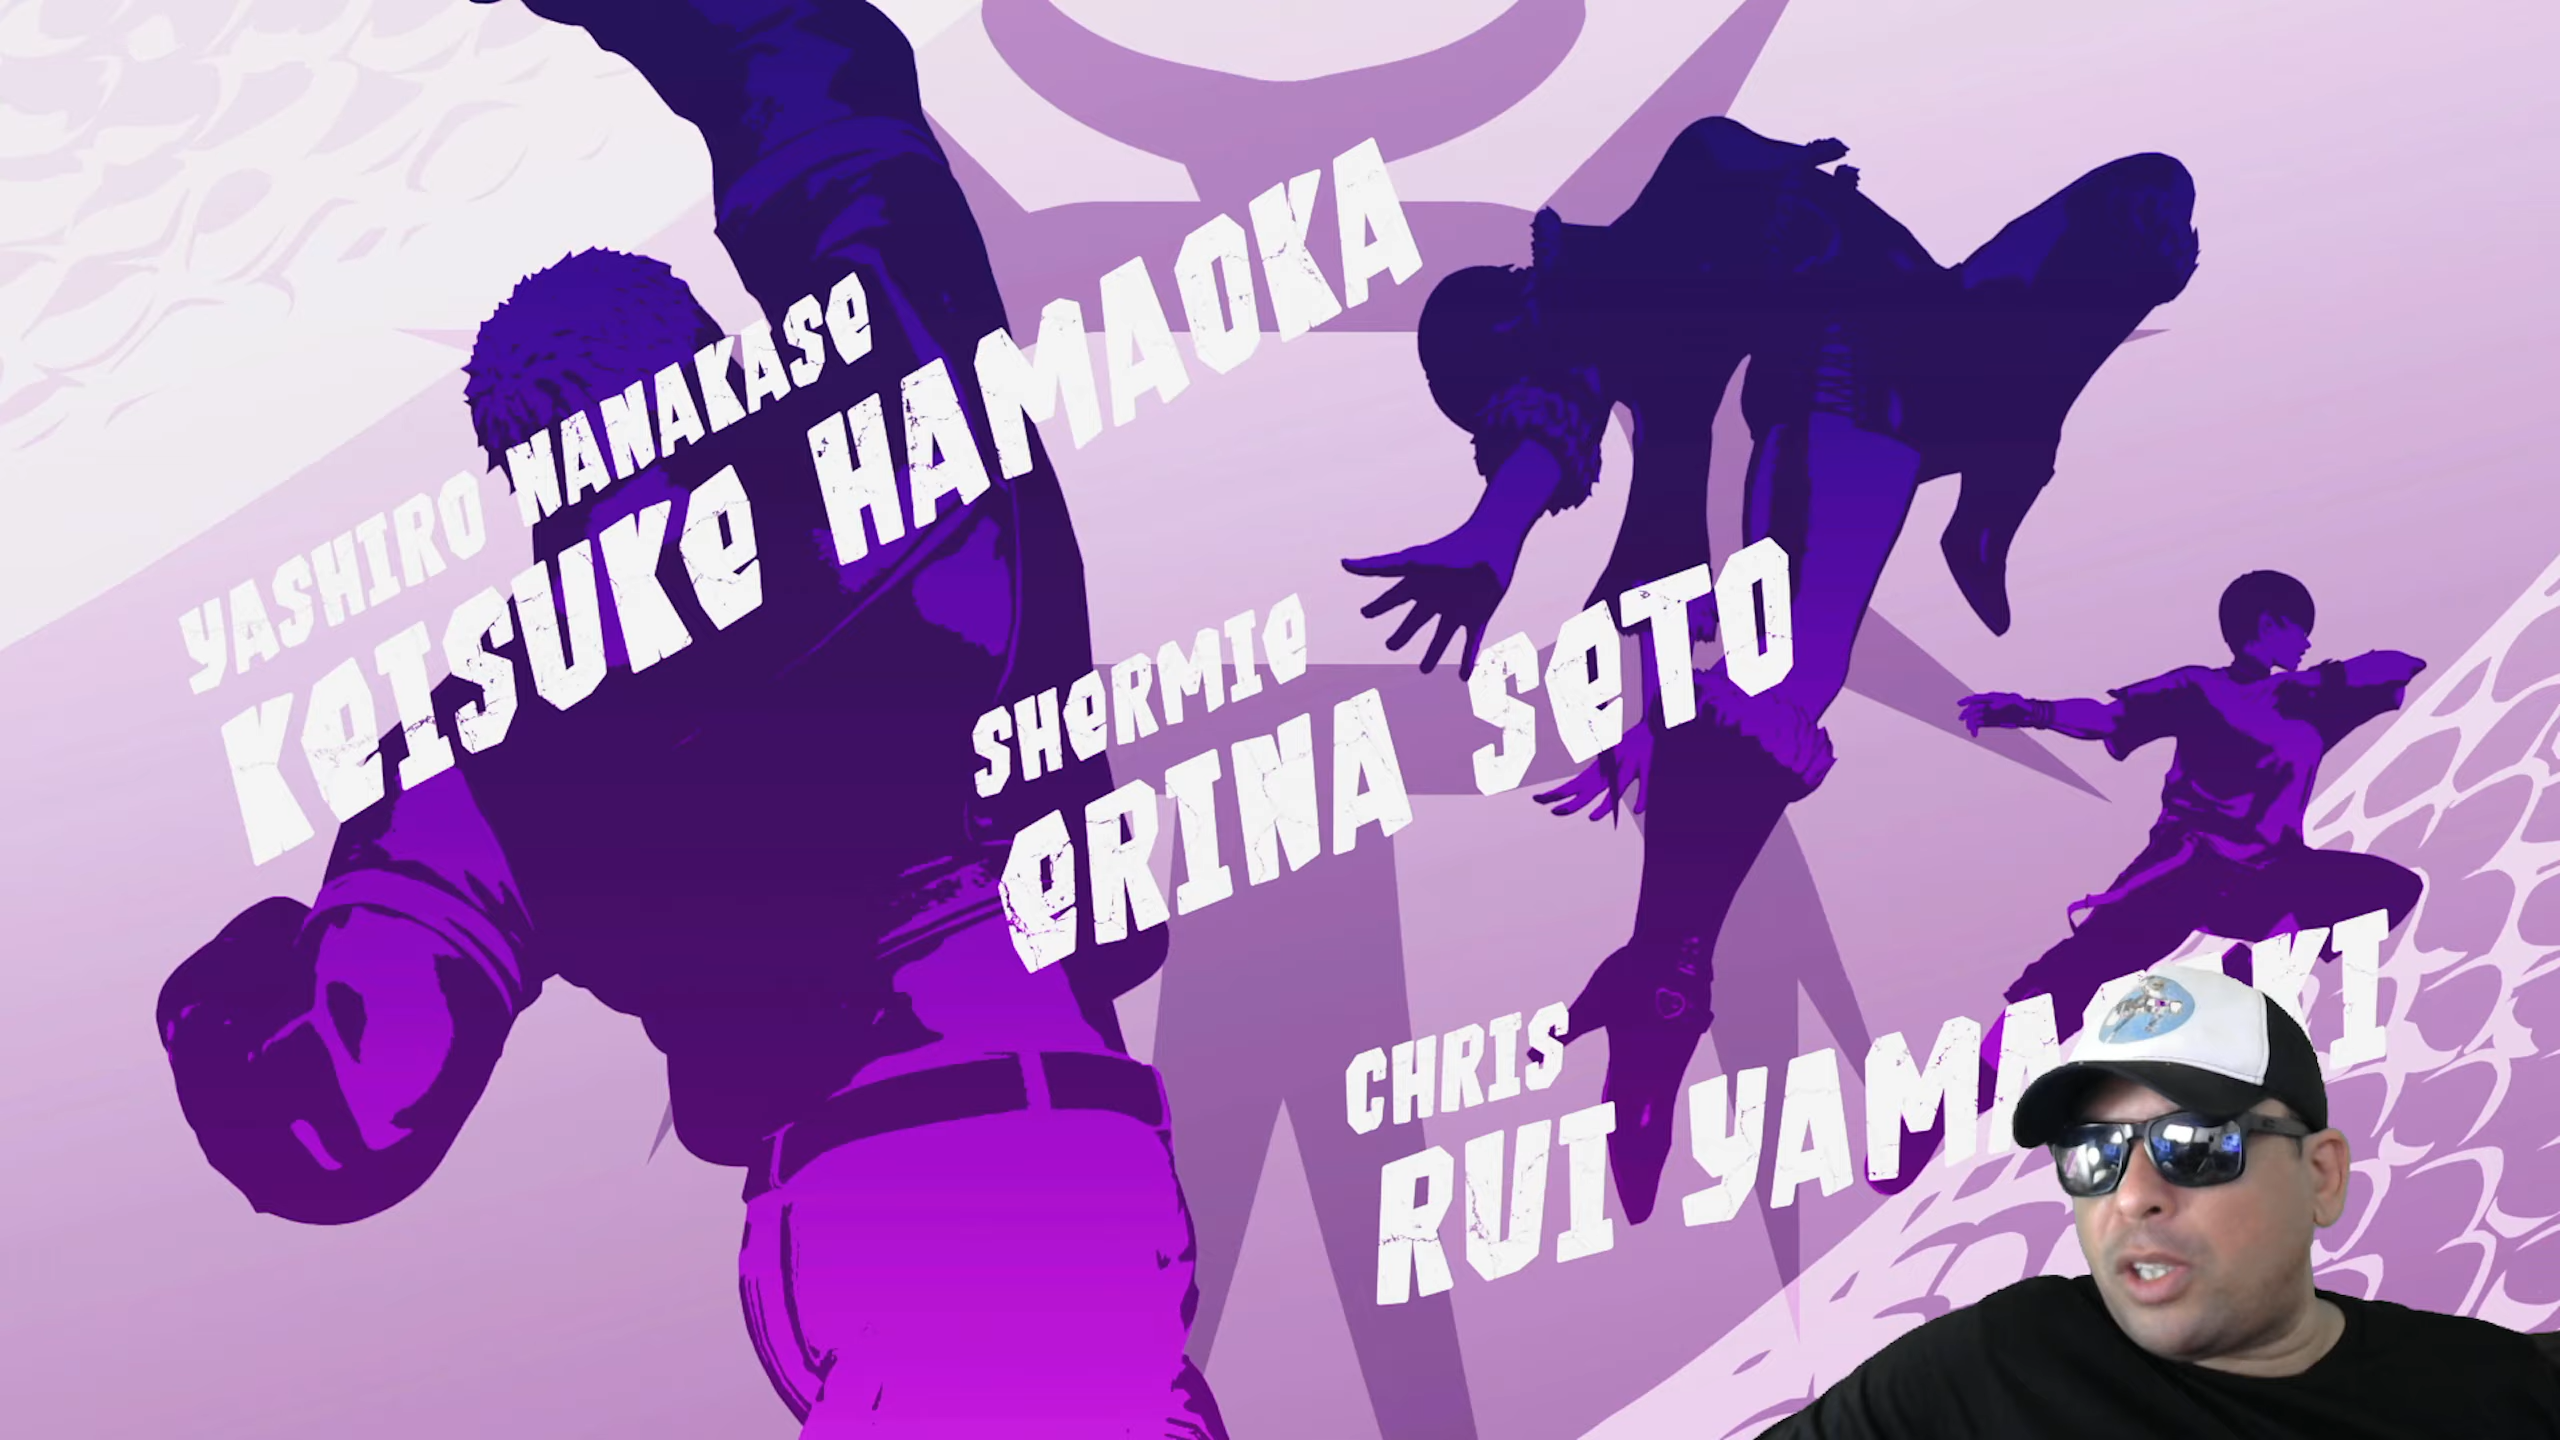 YASHIRO NANAKASE
KEISUKE HAMAOKA
SHERMIE
ERINA SETO
CHRIS
RUI